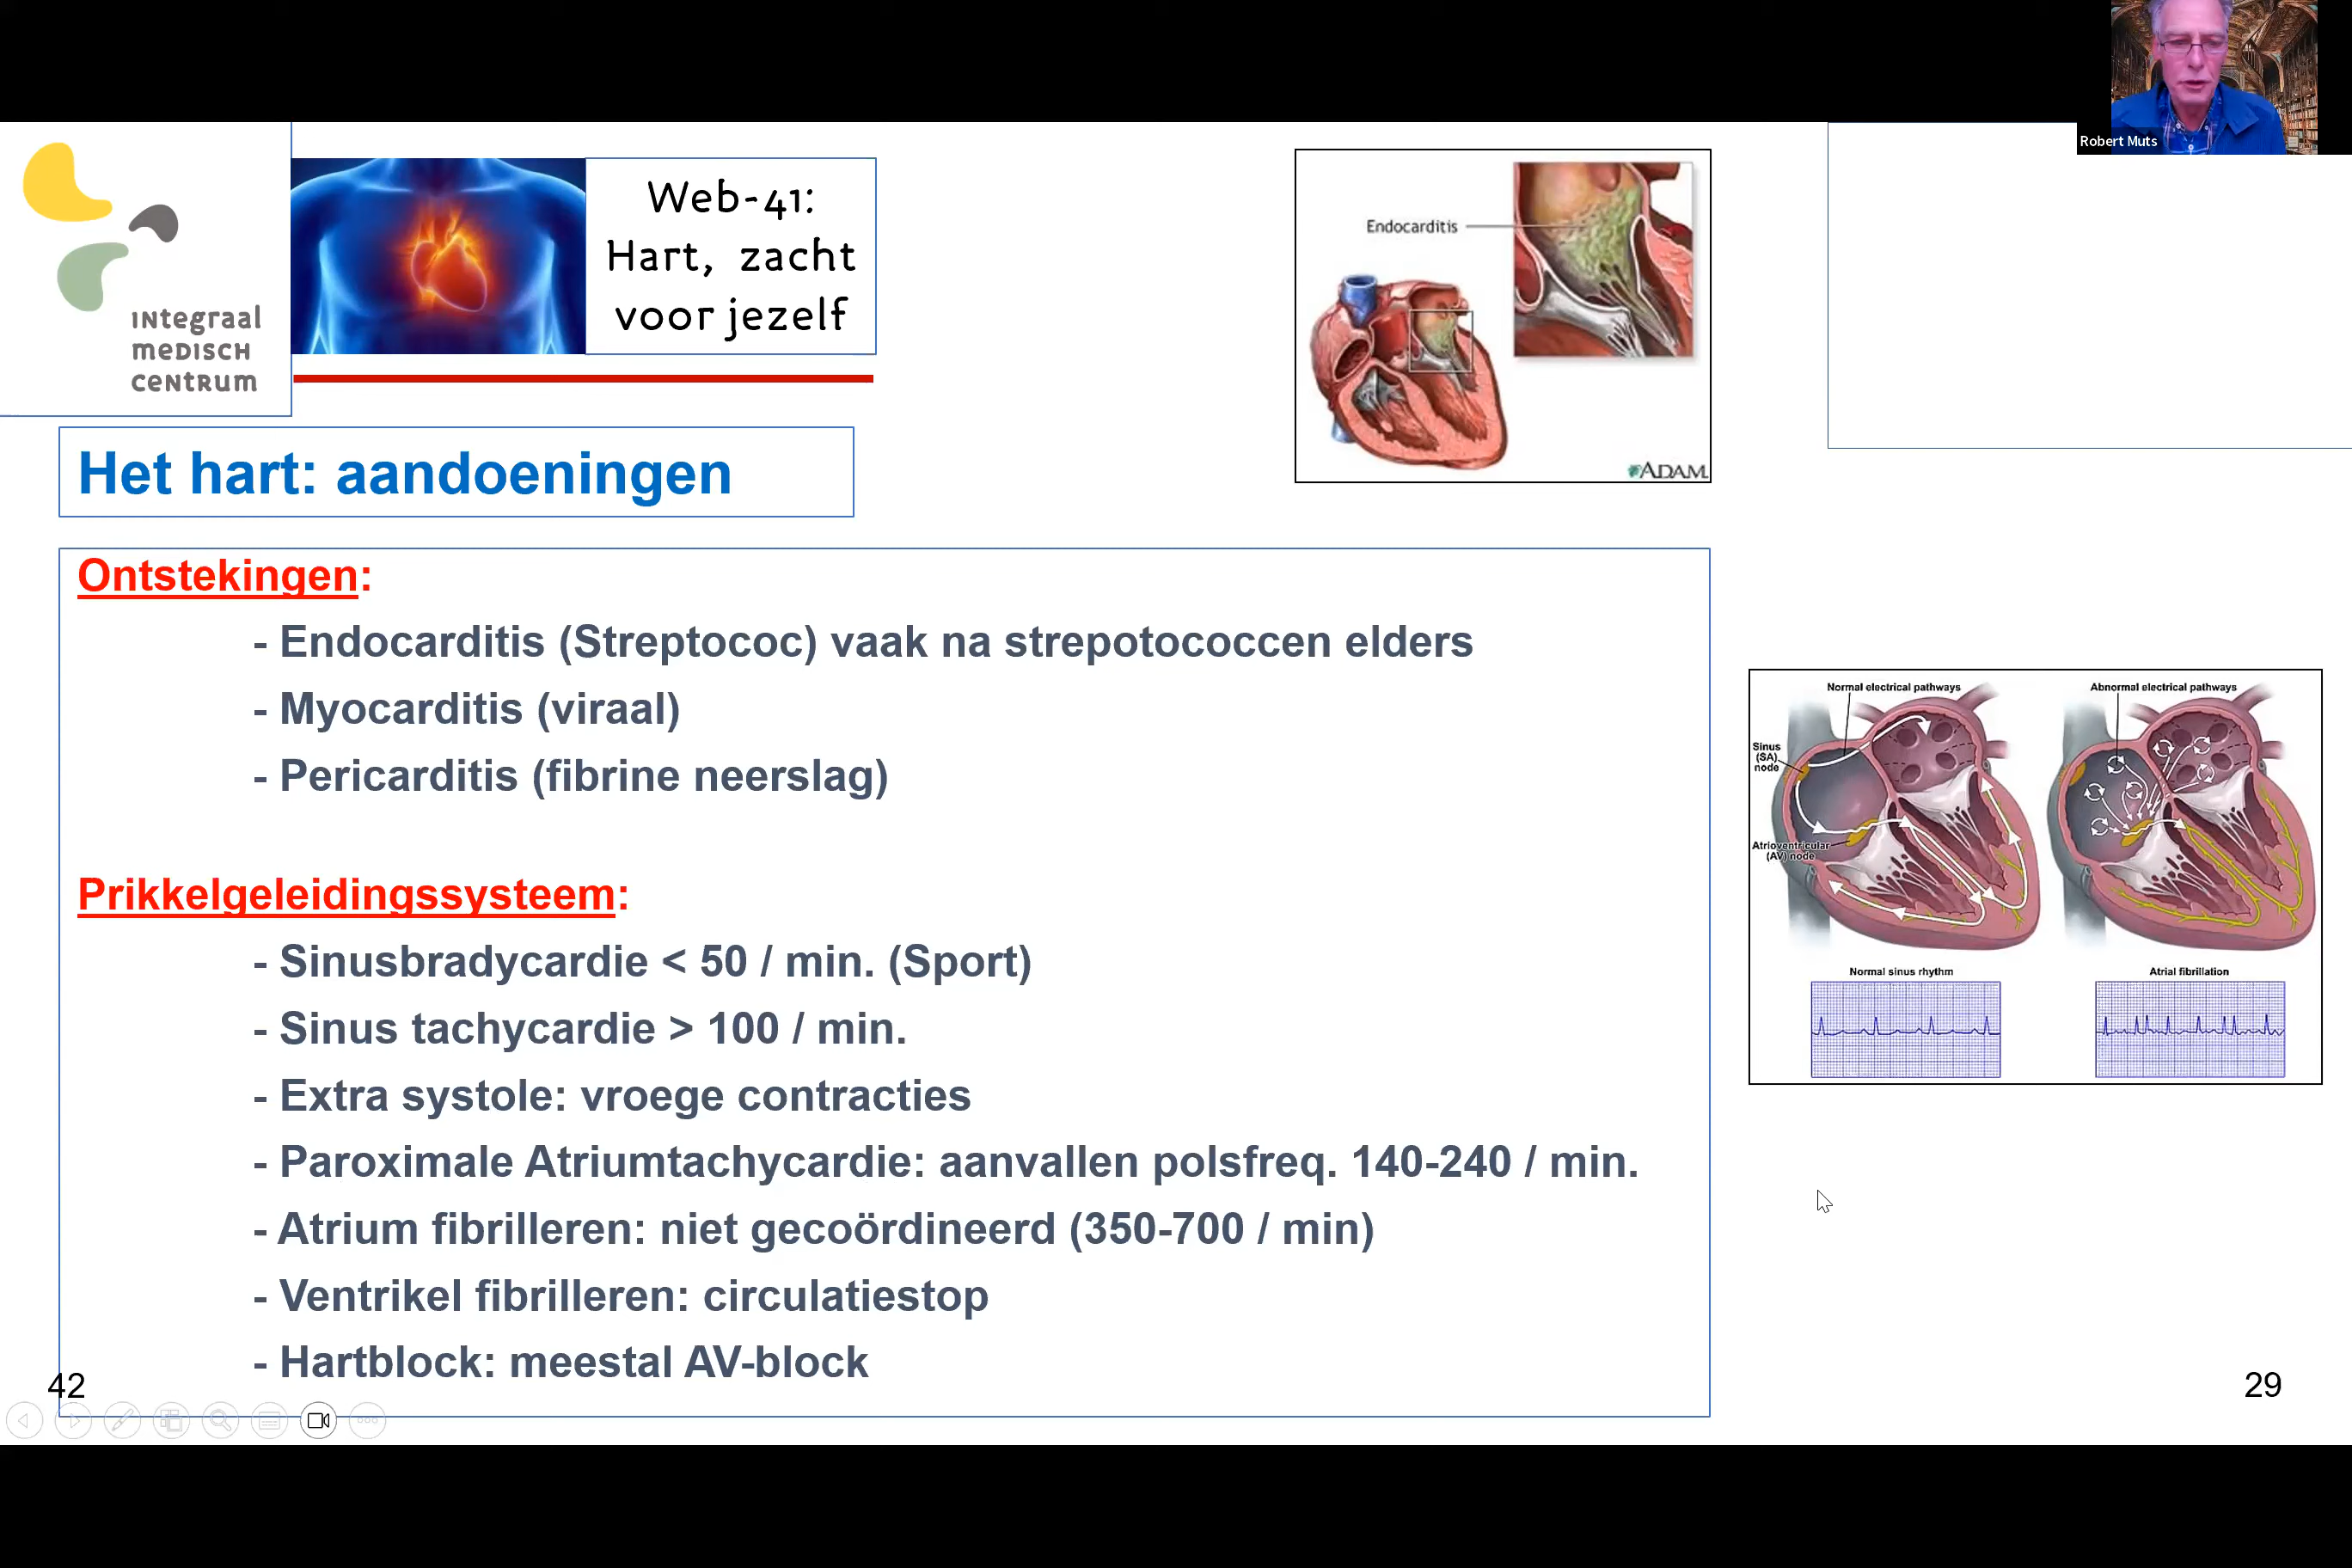 Robert Muts
INtegraal
meDISCH
CeNtRum
Web-41:
Hart, zacht
voor jezelf
Endocarditis
ADAM
Het hart: aandoeningen
Ontstekingen:
- Endocarditis (Streptococ) vaak na strepotococcen elders
- Myocarditis (viraal)
- Pericarditis (fibrine neerslag)
Prikkelgeleidingssysteem:
- Sinusbradycardie < 50 / min. (Sport)
- Sinus tachycardie > 100 / min.
- Extra systole: vroege contracties
- Paroximale Atriumtachycardie: aanvallen polsfreq. 140-240 / min.
- Atrium fibrilleren: niet gecoördineerd (350-700 / min)
- Ventrikel fibrilleren: circulatiestop
- Hartblock: meestal AV-block
Normal electrical pathways
Abnormal electrical pathways
Sinus
(SA)
node
Atrioventricular
(AV) node
Normal sinus rhythm
Atrial fibrillation
42
29